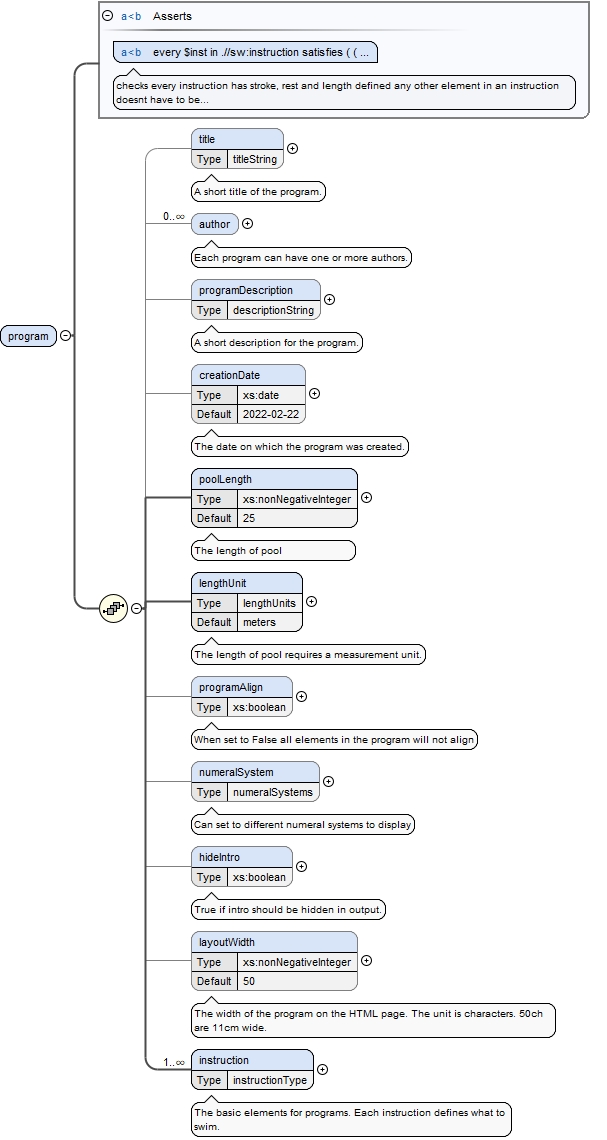 a<b Asserts
a<b every $inst in .//sw:instruction satisfies ( ( ...
checks every instruction has stroke, rest and length defined any other element in an instruction
doesnt have to be...
title
Type titleString
A short title of the program.
0..∞
author
Each program can have one or more authors.
programDescription
Type descriptionString
A short description for the program.
program
creationDate
Type xs:date
Default 2022-02-22
The date on which the program was created.
poolLength
Type xs:nonNegativeInteger
Default 25
The length of pool
lengthUnit
Type lengthUnits
Default meters
The length of pool requires a measurement unit.
programAlign
Type xs:boolean
When set to False all elements in the program will not align
numeralSystem
Type numeralSystems
Can set to different numeral systems to display
hideIntro
Type xs:boolean
True if intro should be hidden in output.
layoutWidth
Type xs:nonNegativeInteger
Default 50
The width of the program on the HTML page. The unit is characters. 50ch
are 11cm wide.
1..∞
instruction
Type instructionType
The basic elements for programs. Each instruction defines what to
swim.